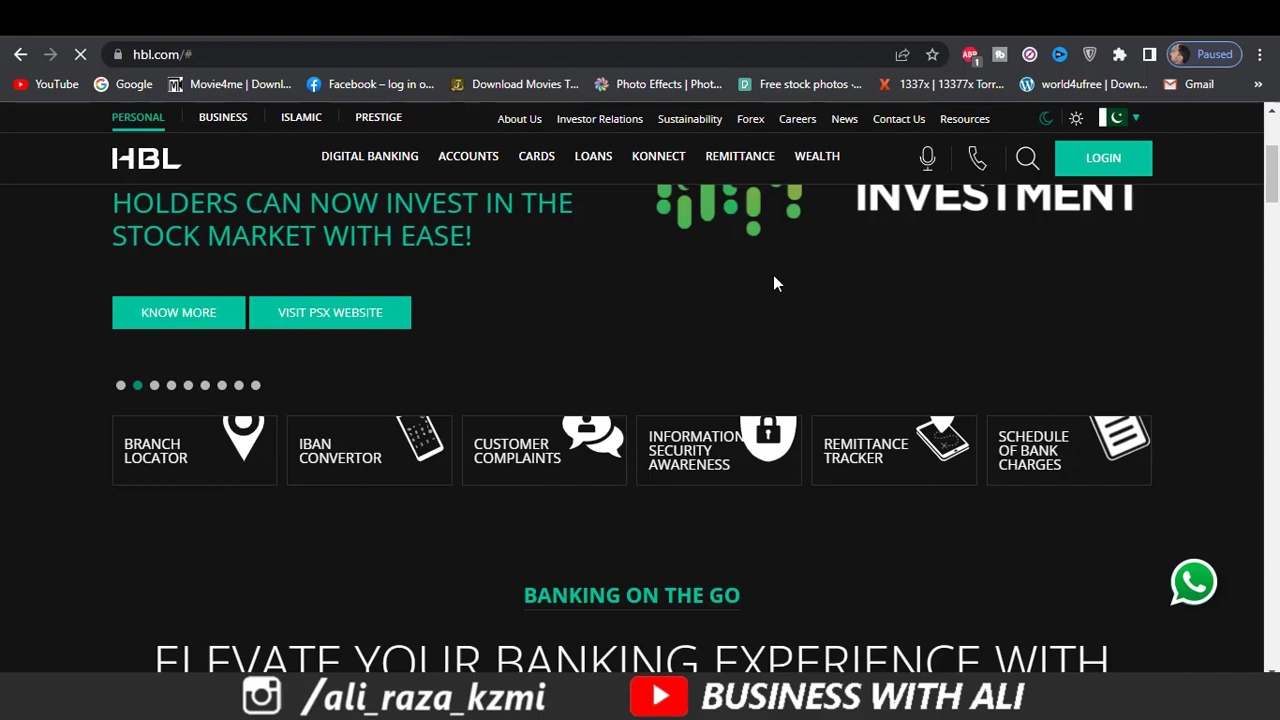 hbl.com/#
Paused
YouTube
Google
Movie4me | Downl...
Facebook – log in o...
Download Movies T...
Photo Effects | Phot...
Free stock photos -...
1337x | 13377x Torr...
world4ufree | Down...
Gmail
»
PERSONAL
BUSINESS
ISLAMIC
PRESTIGE
About Us
Investor Relations
Sustainability
Forex
Careers
News
Contact Us
Resources
HBL
DIGITAL BANKING
ACCOUNTS
CARDS
LOANS
KONNECT
REMITTANCE
WEALTH
LOGIN
HOLDERS CAN NOW INVEST IN THE
STOCK MARKET WITH EASE!
INVESTMENT
KNOW MORE
VISIT PSX WEBSITE
BRANCH
LOCATOR
IBAN
CONVERTOR
CUSTOMER
COMPLAINTS
INFORMATION
SECURITY
AWARENESS
REMITTANCE
TRACKER
SCHEDULE
OF BANK
CHARGES
BANKING ON THE GO
ELEVATE YOUR BANKING EXPERIENCE WITH
/ali_raza_kzmi
BUSINESS WITH ALI